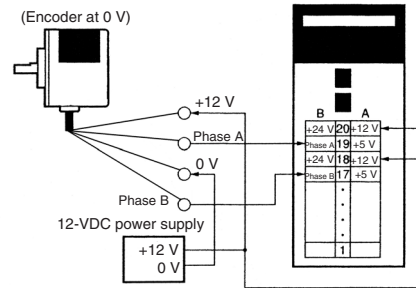 (Encoder at 0 V)
+12 V
Phase A
0 V
Phase B
12-VDC power supply
+12 V
0 V
B A
+24 V 20 +12 V
Phase A 19 +5 V
+24 V 18 +12 V
Phase B 17 +5 V
1